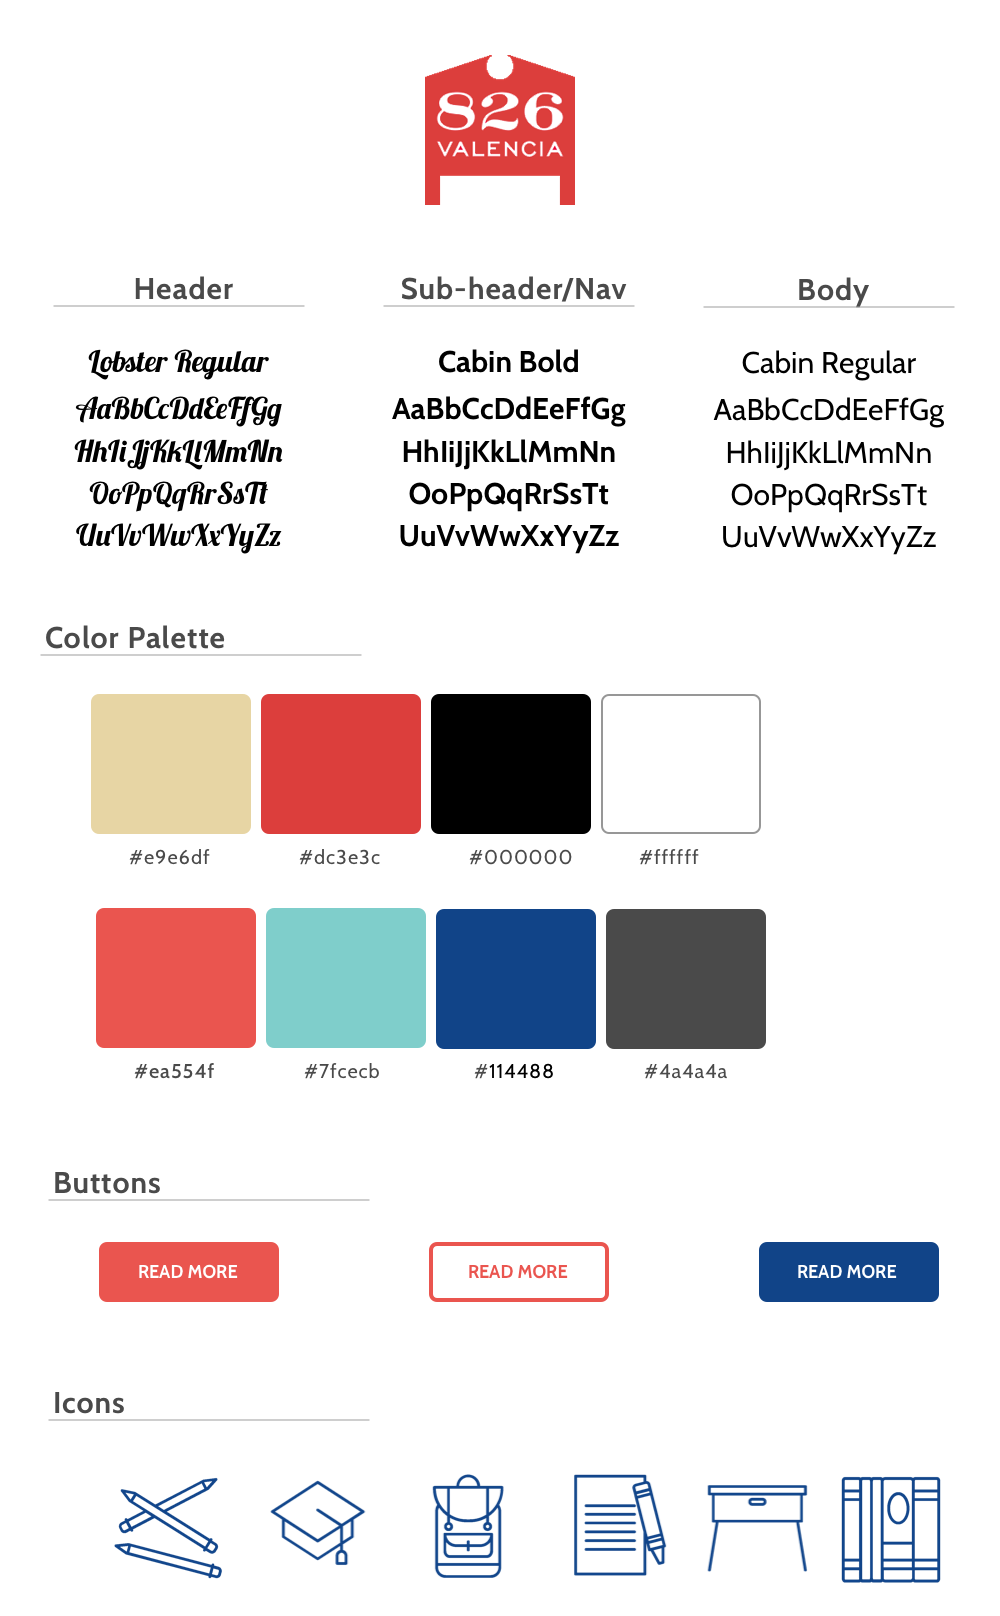 826
VALENCIA
Header
Sub-header/Nav
Body
Lobster Regular
Cabin Bold
Cabin Regular
AaBbCcDdEeFfGg
AaBbCcDdEeFfGg
AaBbCcDdEeFfGg
HhIiJjKkLlMmNn
HhIiJjKkLlMmNn
HhIiJjKkLlMmNn
OoPpQqRrSsTt
OoPpQqRrSsTt
OoPpQqRrSsTt
UuVvWwXxYyZz
UuVvWwXxYyZz
UuVvWwXxYyZz
Color Palette
#e9e6df
#dc3e3c
#000000
#ffffff
#ea554f
#7fcecb
#114488
#4a4a4a
Buttons
READ MORE
READ MORE
READ MORE
Icons